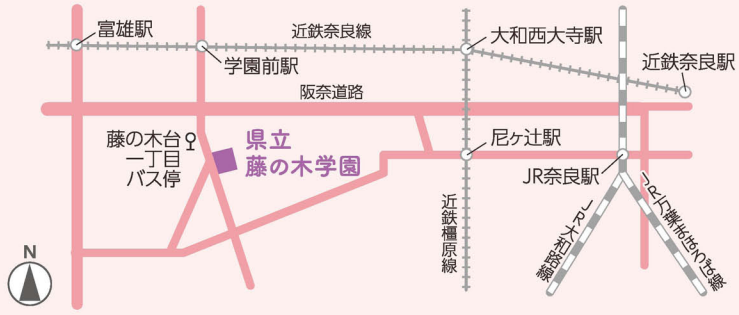 富雄駅
学園前駅
近鉄奈良線
大和西大寺駅
近鉄奈良駅
阪奈道路
藤の木台
一丁目
バス停
県立
藤の木学園
尼ヶ辻駅
JR奈良駅
近鉄橿原線
JR大和路線
JR万葉まほろば線
N